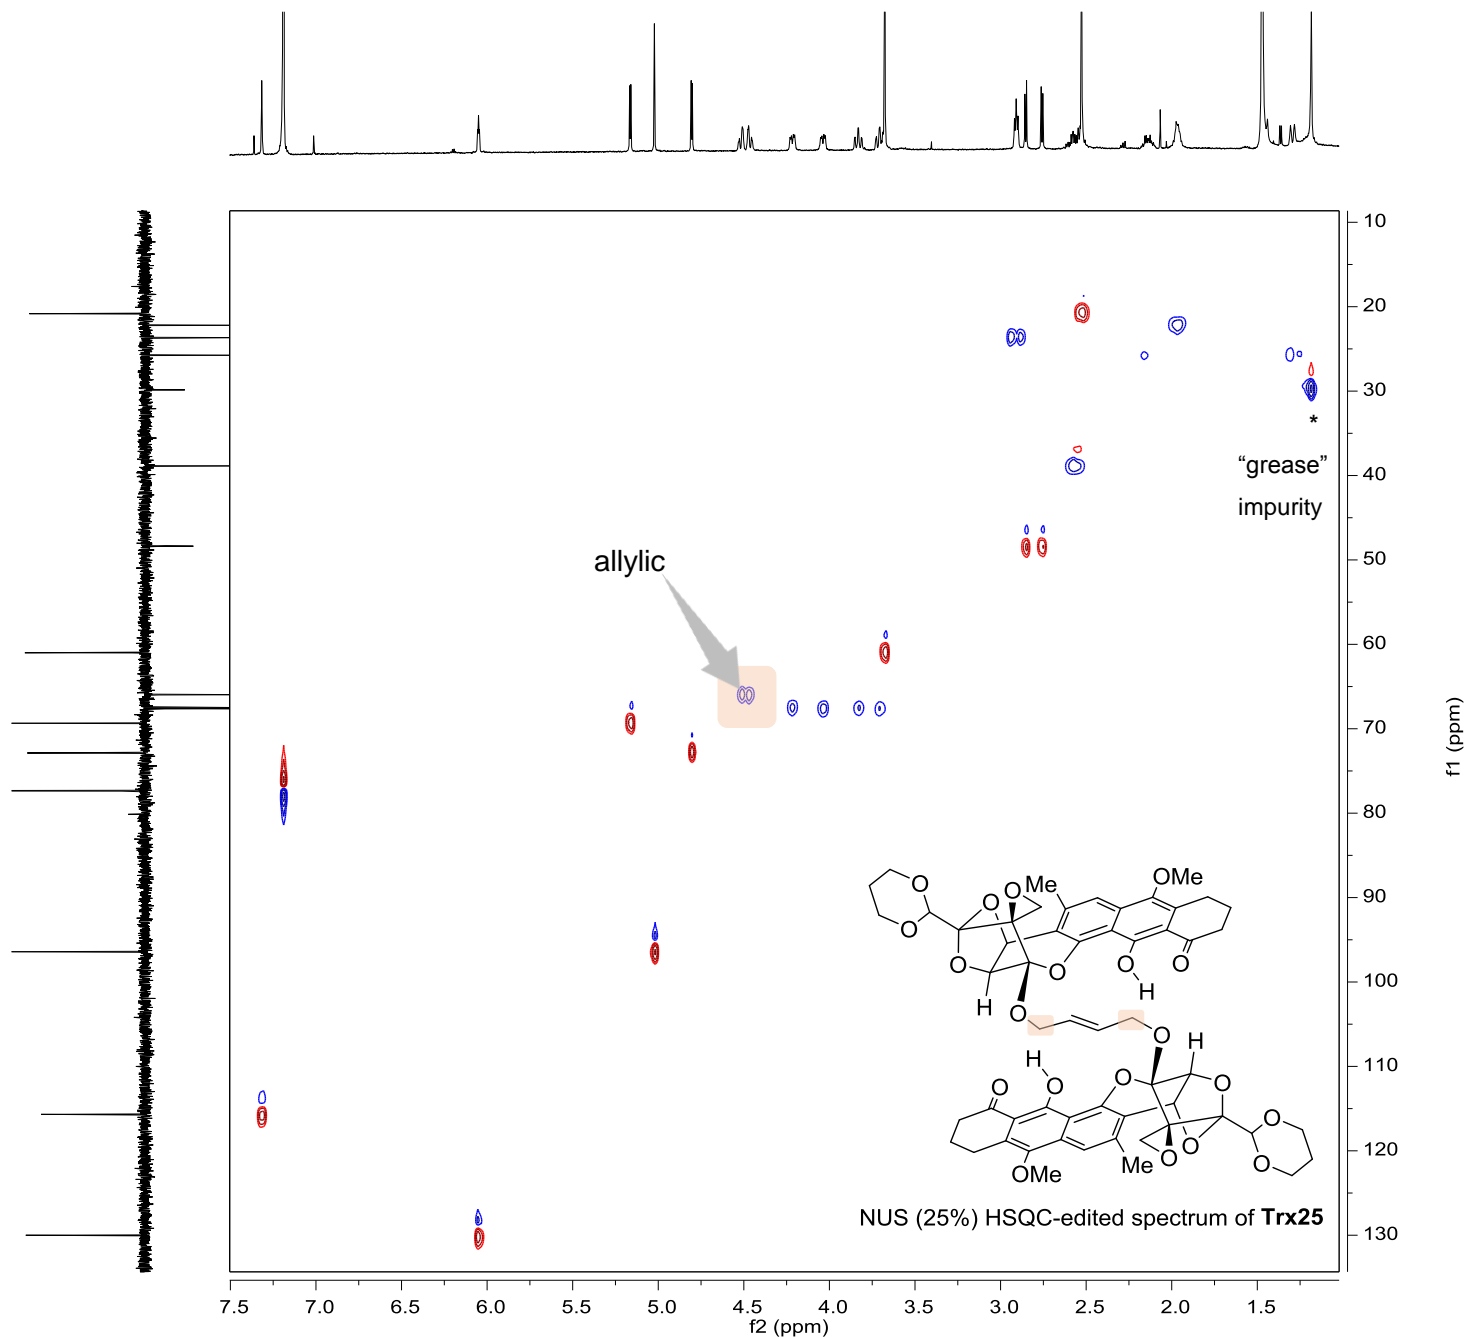 10
20
30
*
40
"grease"
impurity
50
allylic
60
70
f1 (ppm)
80
90
OMe
O
O
Me
O
O
O
O
O
100
O
H
H
O
O
H
H
110
O
O
O
O
O
120
O
O
O
Me
OMe
NUS (25%) HSQC-edited spectrum of Trx25
130
7.5 7.0 6.5 6.0 5.5 5.0 4.5 4.0 3.5 3.0 2.5 2.0 1.5
f2 (ppm)